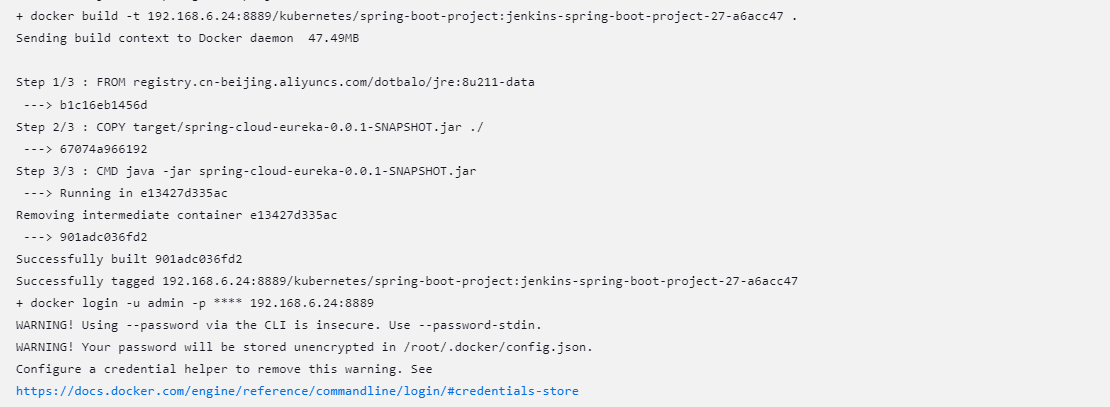 + docker build -t 192.168.6.24:8889/kubernetes/spring-boot-project:jenkins-spring-boot-project-27-a6acc47 .
Sending build context to Docker daemon  47.49MB
Step 1/3 : FROM registry.cn-beijing.aliyuncs.com/dotbalo/jre:8u211-data
 ---> b1c16eb1456d
Step 2/3 : COPY target/spring-cloud-eureka-0.0.1-SNAPSHOT.jar ./
 ---> 67074a966192
Step 3/3 : CMD java -jar spring-cloud-eureka-0.0.1-SNAPSHOT.jar
 ---> Running in e13427d335ac
Removing intermediate container e13427d335ac
 ---> 901adc036fd2
Successfully built 901adc036fd2
Successfully tagged 192.168.6.24:8889/kubernetes/spring-boot-project:jenkins-spring-boot-project-27-a6acc47
+ docker login -u admin -p **** 192.168.6.24:8889
WARNING! Using --password via the CLI is insecure. Use --password-stdin.
WARNING! Your password will be stored unencrypted in /root/.docker/config.json.
Configure a credential helper to remove this warning. See
https://docs.docker.com/engine/reference/commandline/login/#credentials-store